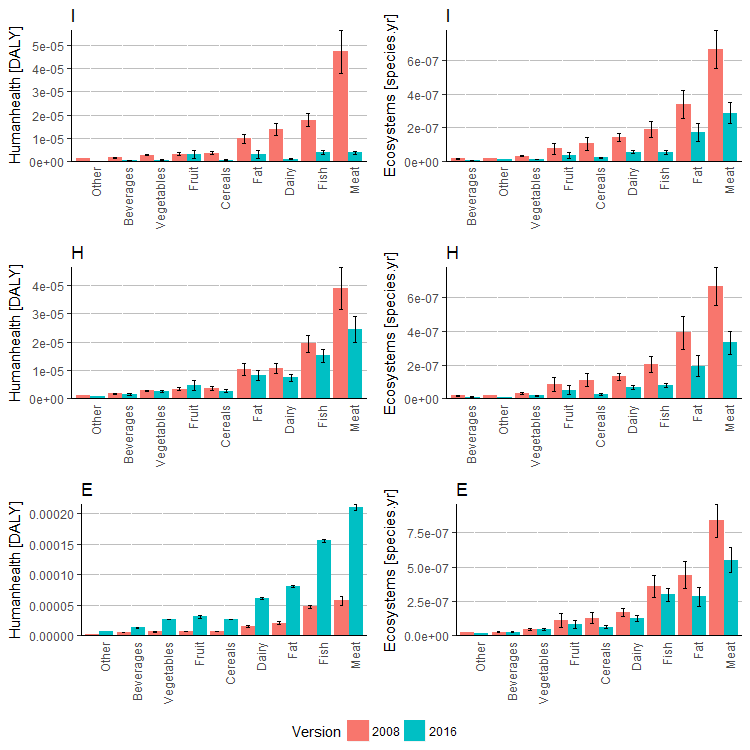 I
Humanhealth [DALY]
5e-05
4e-05
3e-05
2e-05
1e-05
0e+00
Other
Beverages
Vegetables
Fruit
Cereals
Fat
Dairy
Fish
Meat
I
Ecosystems [species.yr]
6e-07
4e-07
2e-07
0e+00
Other
Beverages
Vegetables
Fruit
Cereals
Dairy
Fish
Fat
Meat
H
Humanhealth [DALY]
4e-05
3e-05
2e-05
1e-05
0e+00
Other
Beverages
Vegetables
Fruit
Cereals
Fat
Dairy
Fish
Meat
H
Ecosystems [species.yr]
6e-07
4e-07
2e-07
0e+00
Beverages
Other
Vegetables
Fruit
Cereals
Dairy
Fish
Fat
Meat
E
Humanhealth [DALY]
0.00020
0.00015
0.00010
0.00005
0.00000
Other
Beverages
Vegetables
Fruit
Cereals
Dairy
Fat
Fish
Meat
E
Ecosystems [species.yr]
7.5e-07
5.0e-07
2.5e-07
0.0e+00
Other
Beverages
Vegetables
Fruit
Cereals
Dairy
Fish
Fat
Meat
Version 2008 2016